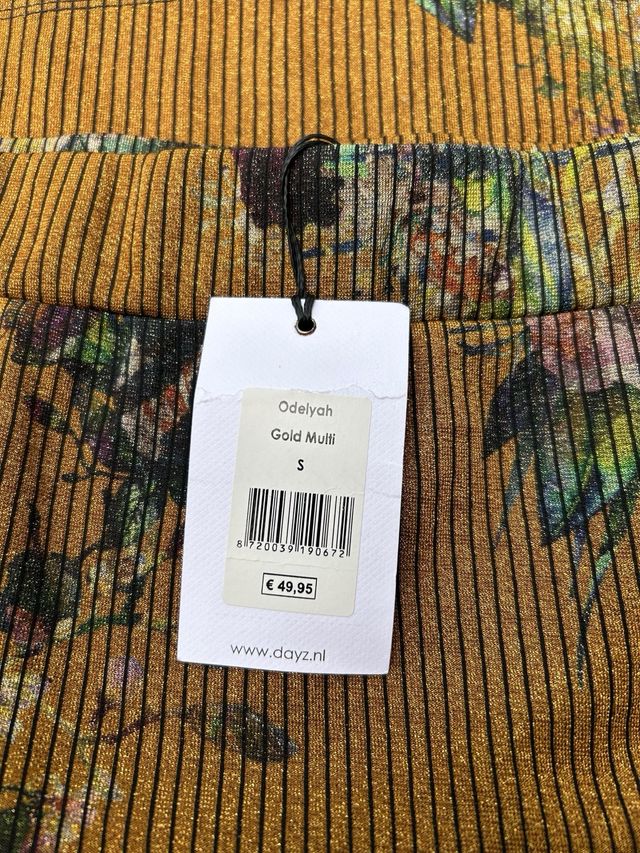 Odelyah
Gold Multi
S
8 720039 190672
€ 49,95
www.dayz.nl